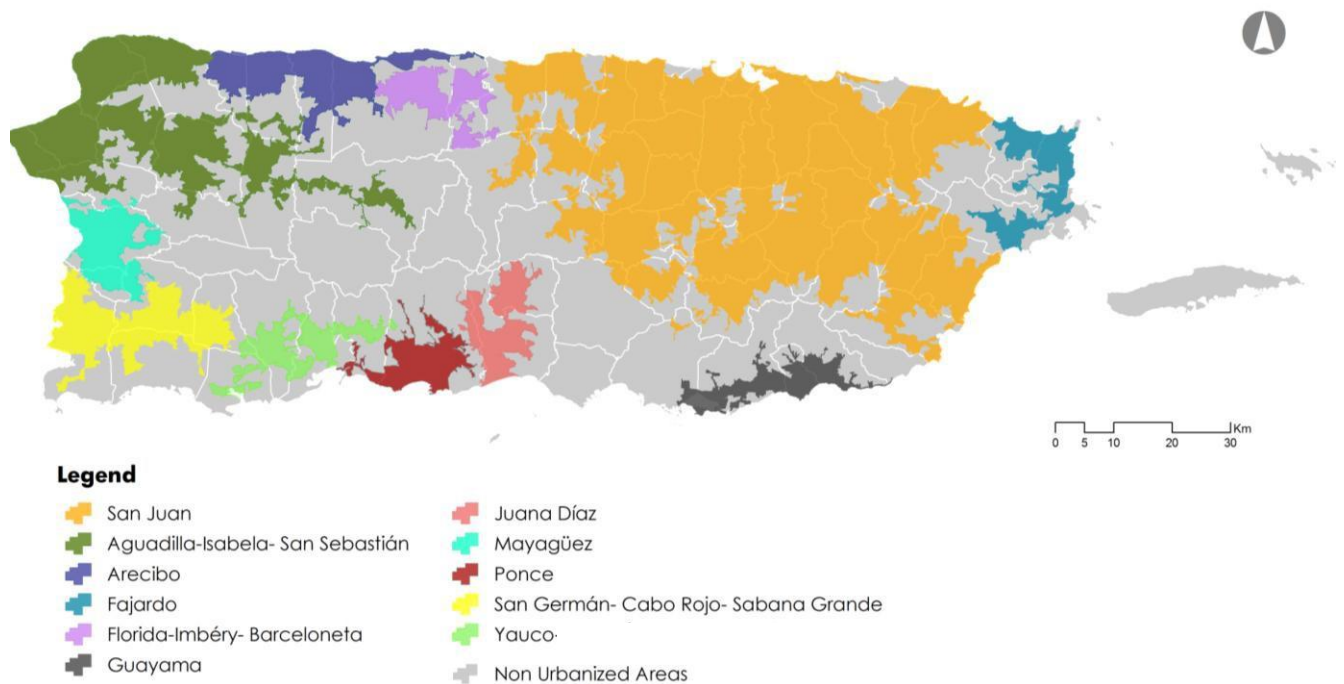 Km
0 5 10 20 30
Legend
San Juan
Aguadilla-Isabela- San Sebastián
Arecibo
Fajardo
Florida-Imbéry- Barceloneta
Guayama
Juana Díaz
Mayagüez
Ponce
San Germán- Cabo Rojo- Sabana Grande
Yauco·
Non Urbanized Areas